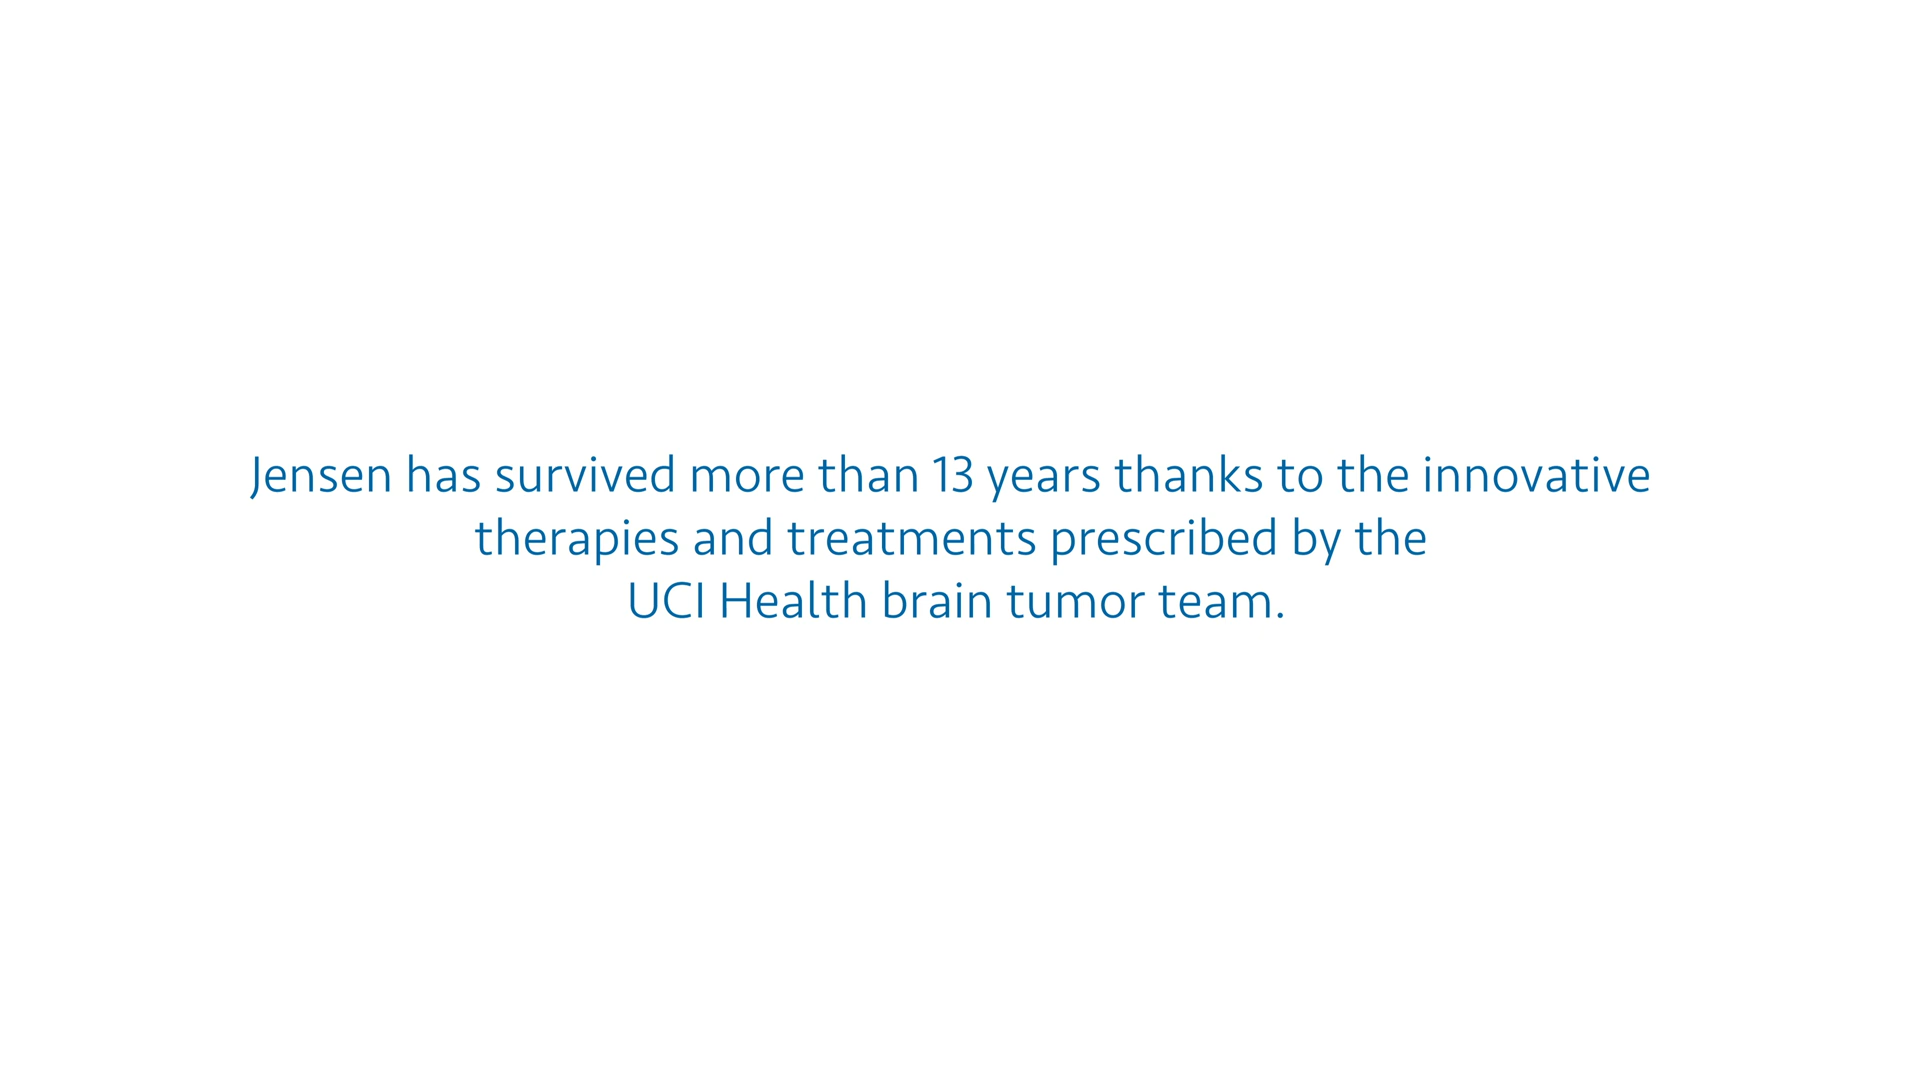 Jensen has survived more than 13 years thanks to the innovative
therapies and treatments prescribed by the
UCI Health brain tumor team.